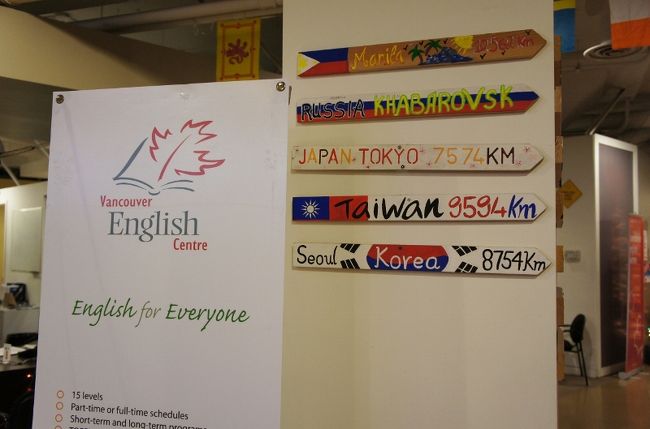 Vancouver
English
Centre
English for Everyone
15 levels
Part-time or full-time schedules
Short-term and long-term programs
Manila Km
RUSSIA KHABAROVSK
JAPAN TOKYO 7574KM
Taiwan 9594km
Seoul Korea 8754Km